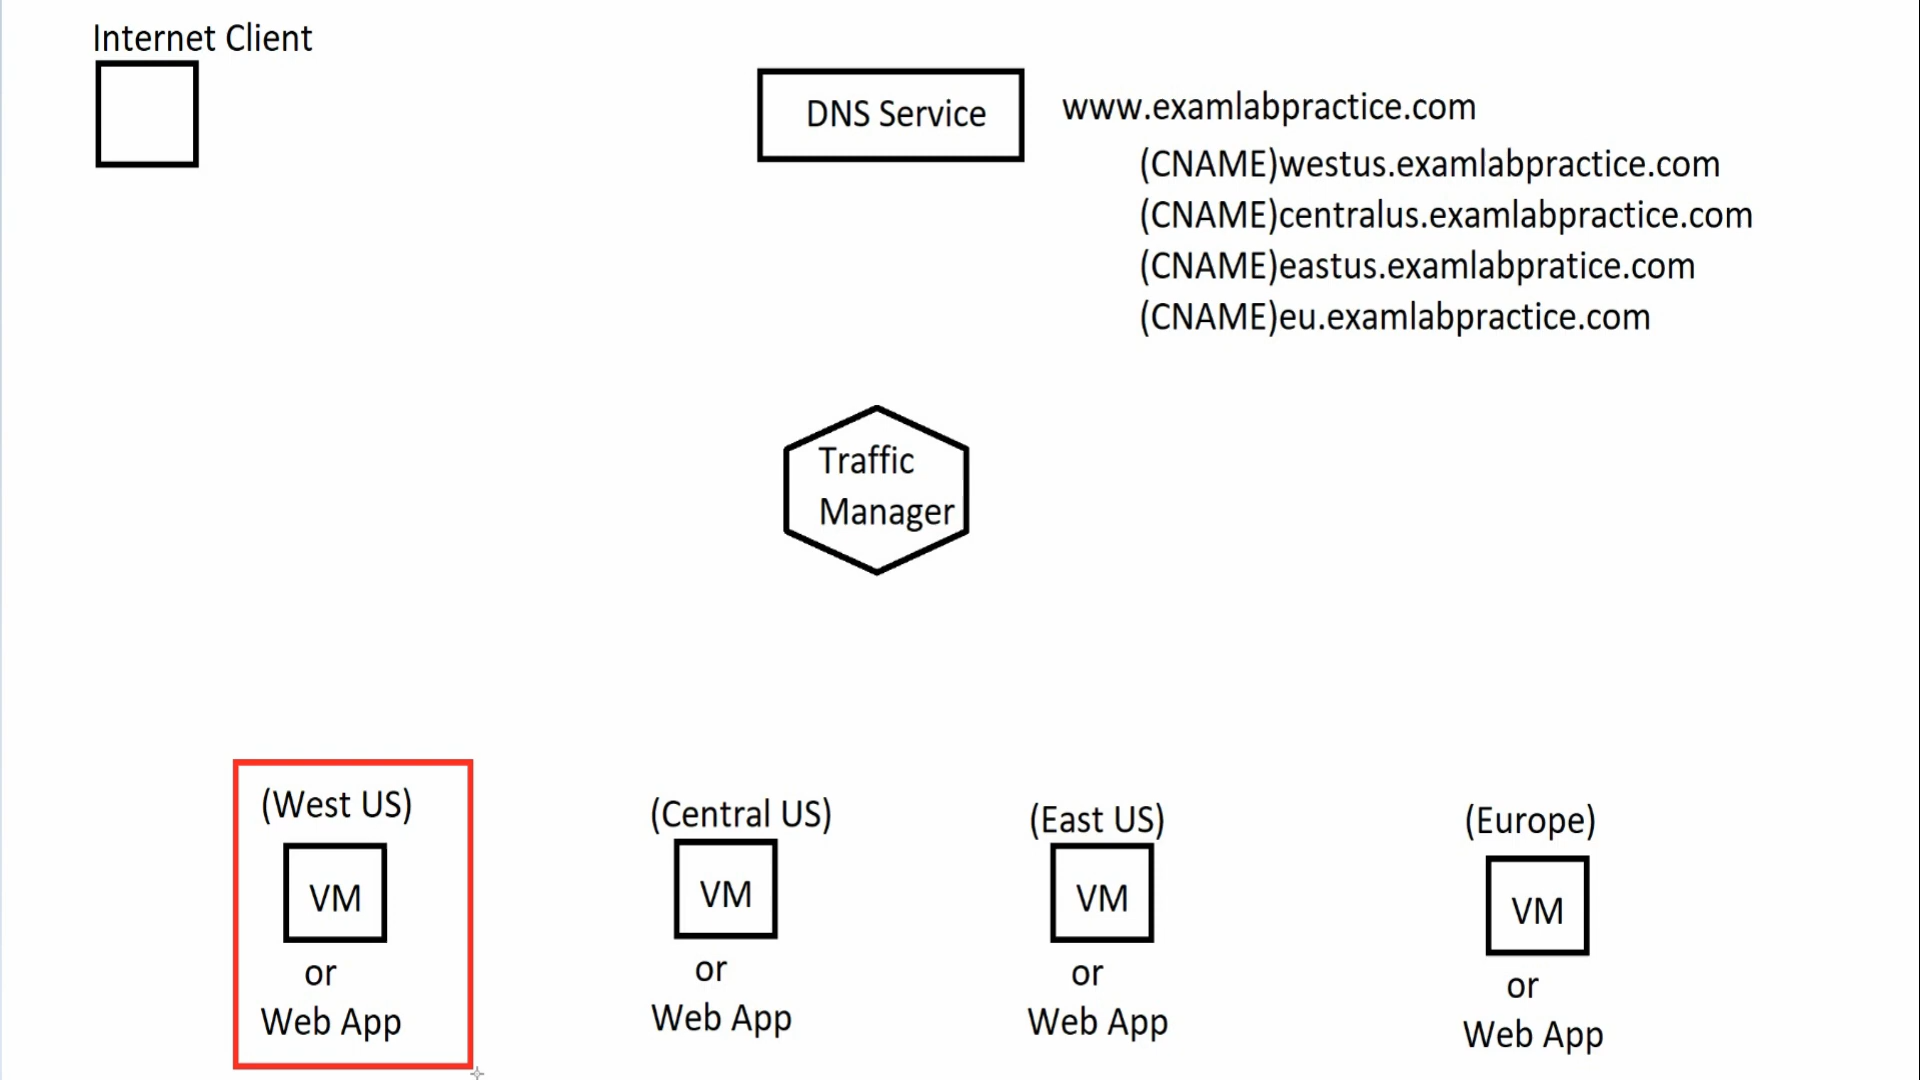 Internet Client
DNS Service
www.examlabpractice.com
(CNAME)westus.examlabpractice.com
(CNAME)centralus.examlabpractice.com
(CNAME)eastus.examlabpratice.com
(CNAME)eu.examlabpractice.com
Traffic
Manager
(West US)
VM
or
Web App
(Central US)
VM
or
Web App
(East US)
VM
or
Web App
(Europe)
VM
or
Web App